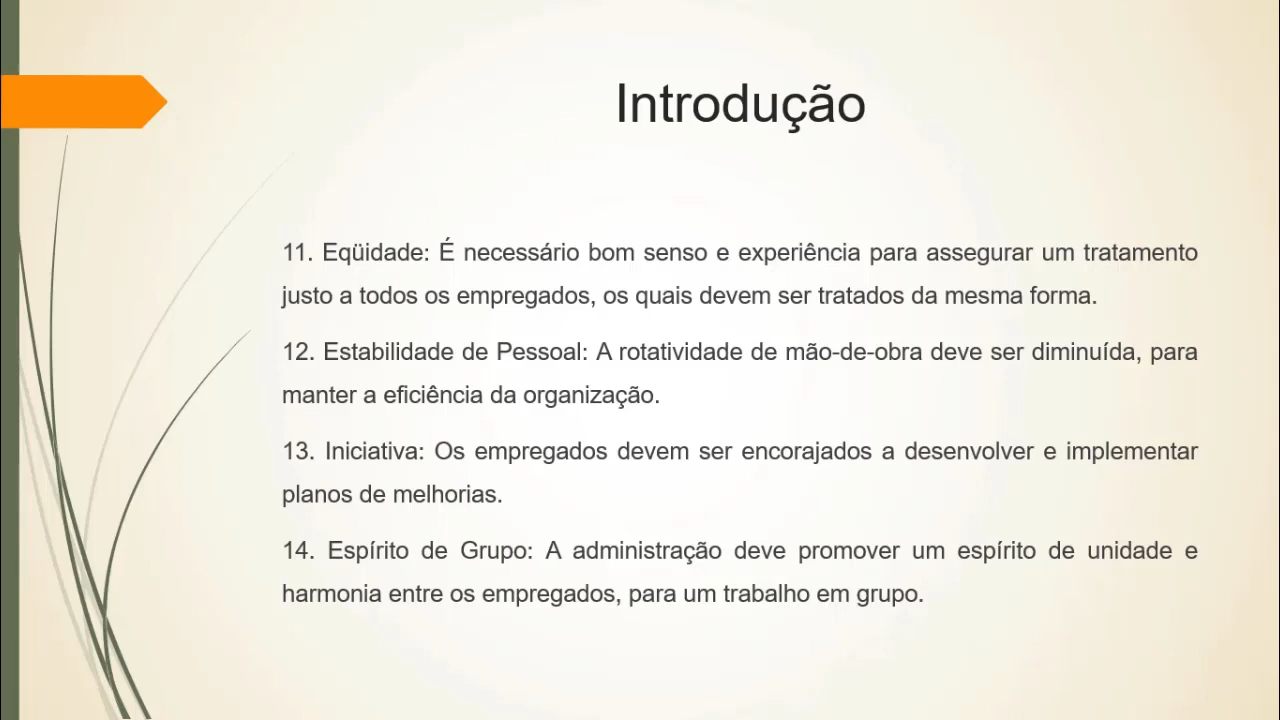 Introdução
11. Eqüidade: É necessário bom senso e experiência para assegurar um tratamento
justo a todos os empregados, os quais devem ser tratados da mesma forma.
12. Estabilidade de Pessoal: A rotatividade de mão-de-obra deve ser diminuída, para
manter a eficiência da organização.
13. Iniciativa: Os empregados devem ser encorajados a desenvolver e implementar
planos de melhorias.
14. Espírito de Grupo: A administração deve promover um espírito de unidade e
harmonia entre os empregados, para um trabalho em grupo.